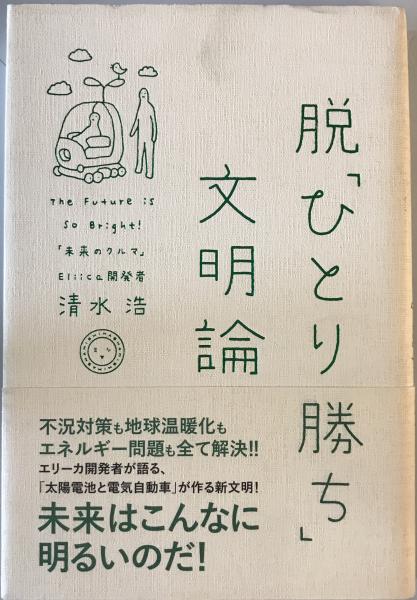 脱「ひとり勝ち」
文明論
The Future is
So Bright!
「未来のクルマ」
Eliica開発者
清水 浩
不況対策も地球温暖化も
エネルギー問題も全て解決!!
エリーカ開発者が語る、
「太陽電池と電気自動車」が作る新文明!
未来はこんなに
明るいのだ!